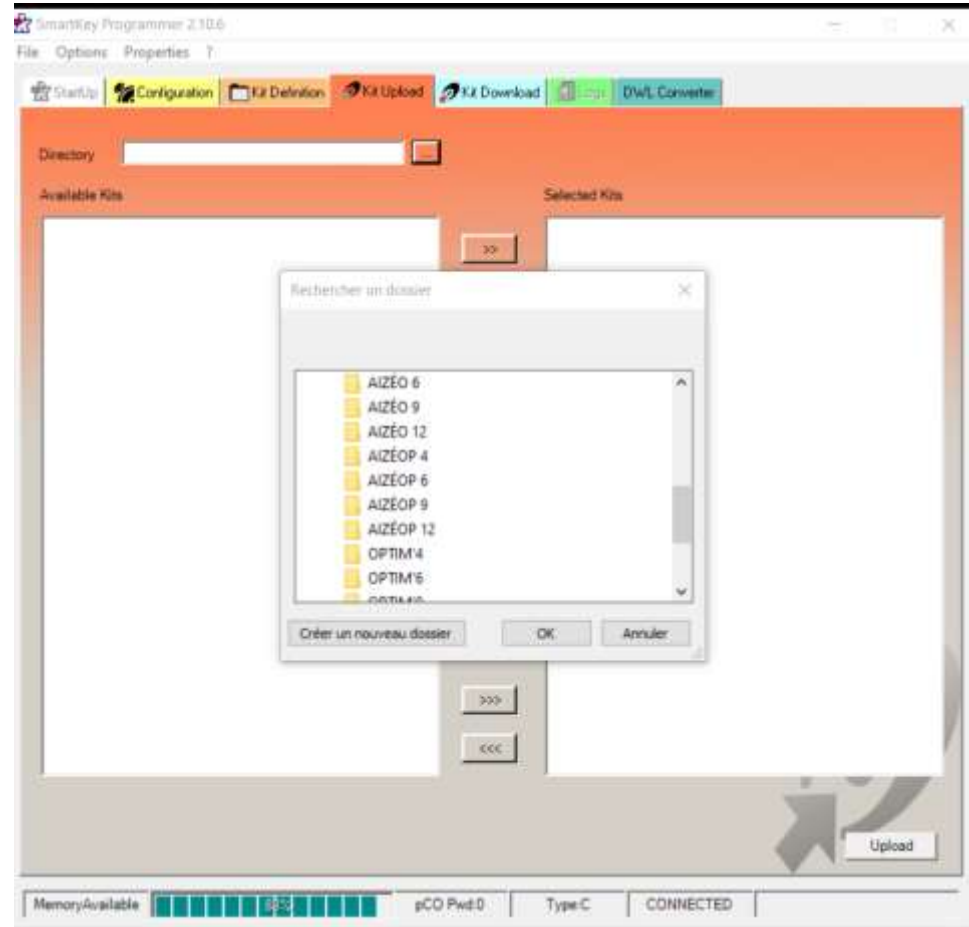 SmartKey Programmer 2.10.6
File Options Properties ?
StartUp Configuration Kit Definition Kit Upload Kit Download DWL Converter
Directory ...
Available Kits Selected Kits
>>
Rechercher un dossier
AIZÉO 6
AIZÉO 9
AIZÉO 12
AIZÉOP 4
AIZÉOP 6
AIZÉOP 9
AIZÉOP 12
OPTIM'4
OPTIM'6
Créer un nouveau dossier OK Annuler
>>>
<<<
Upload
MemoryAvailable pCO Pwd:0 Type:C CONNECTED